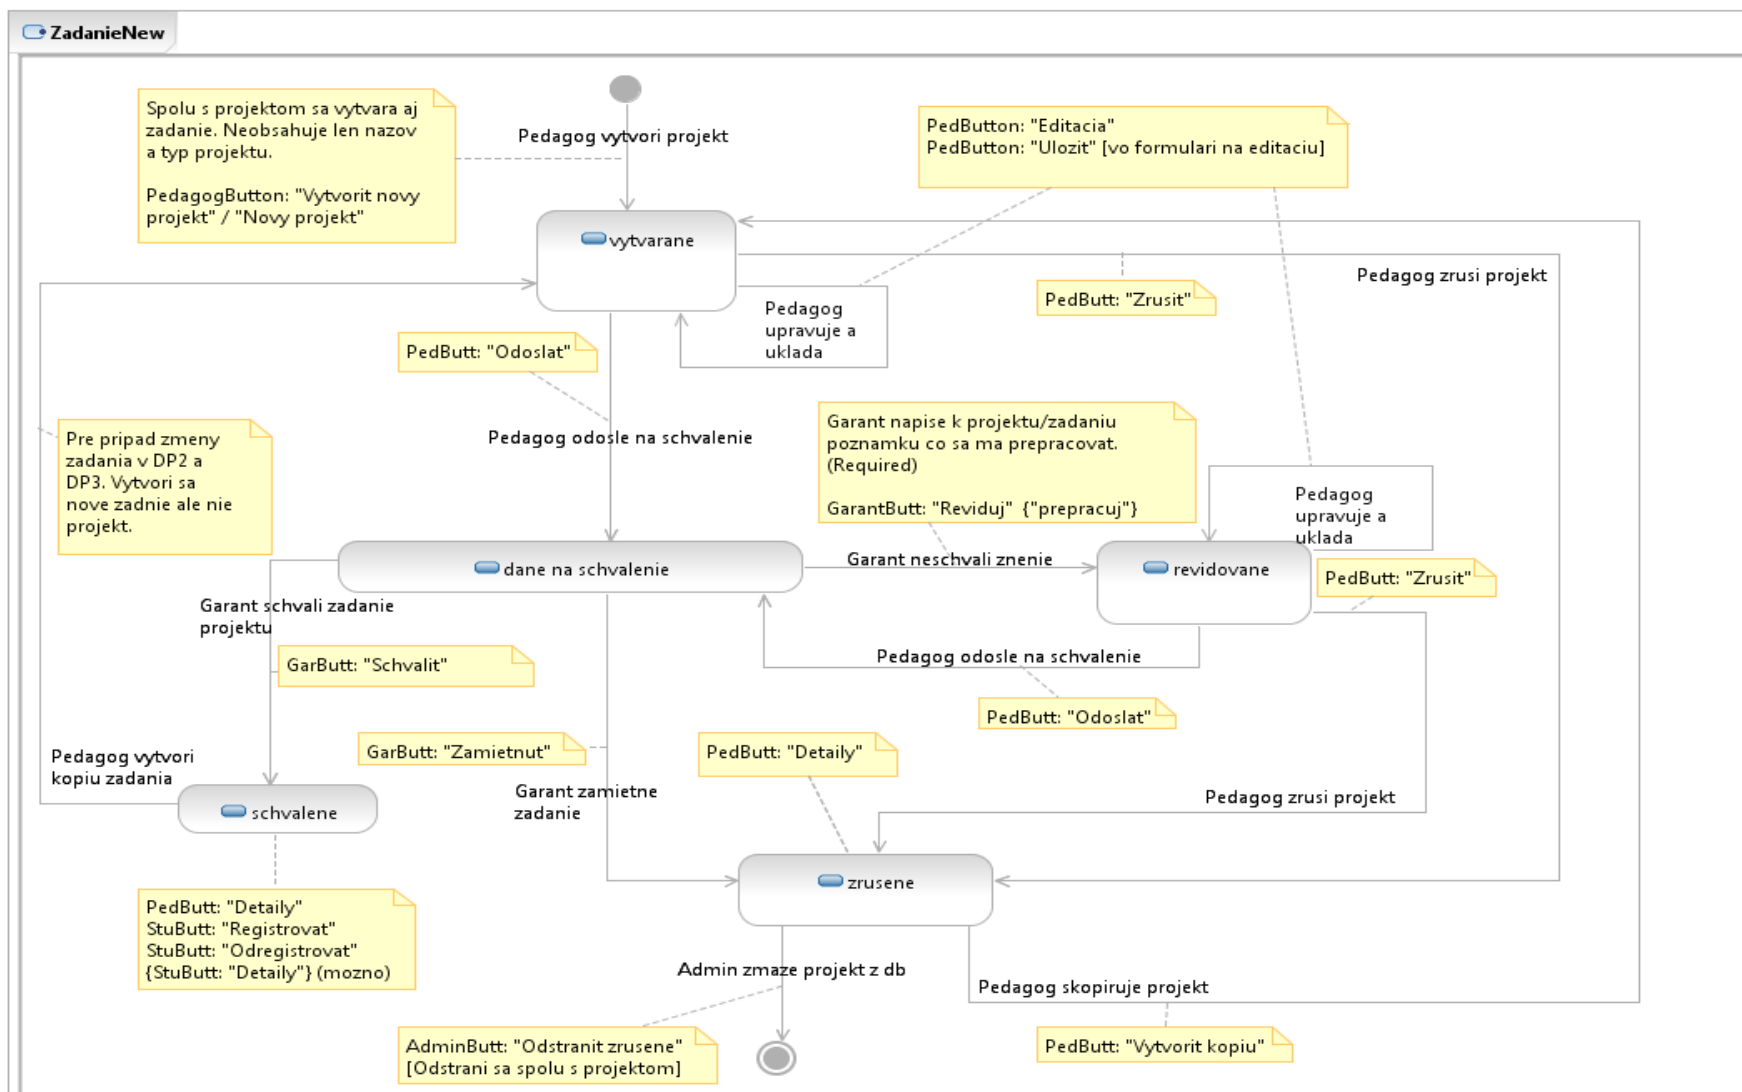 ZadanieNew
Spolu s projektom sa vytvara aj
zadanie. Neobsahuje len nazov
a typ projektu.
PedagogButton: "Vytvorit novy
projekt" / "Novy projekt"
Pedagog vytvori projekt
PedButton: "Editacia"
PedButton: "Ulozit" [vo formulari na editaciu]
vytvarane
Pedagog zrusi projekt
PedButt: "Zrusit"
Pedagog
upravuje a
uklada
PedButt: "Odoslat"
Pedagog odosle na schvalenie
Pre pripad zmeny
zadania v DP2 a
DP3. Vytvori sa
nove zadnie ale nie
projekt.
Garant napise k projektu/zadaniu
poznamku co sa ma prepracovat.
(Required)
GarantButt: "Reviduj" {"prepracuj"}
Pedagog
upravuje a
uklada
dane na schvalenie
Garant neschvali znenie
revidovane
PedButt: "Zrusit"
Garant schvali zadanie
projektu
GarButt: "Schvalit"
Pedagog odosle na schvalenie
PedButt: "Odoslat"
GarButt: "Zamietnut"
PedButt: "Detaily"
Pedagog vytvori
kopiu zadania
Garant zamietne
zadanie
Pedagog zrusi projekt
schvalene
zrusene
PedButt: "Detaily"
StuButt: "Registrovat"
StuButt: "Odregistrovat"
{StuButt: "Detaily"} (mozno)
Admin zmaze projekt z db
Pedagog skopiruje projekt
AdminButt: "Odstranit zrusene"
[Odstrani sa spolu s projektom]
PedButt: "Vytvorit kopiu"